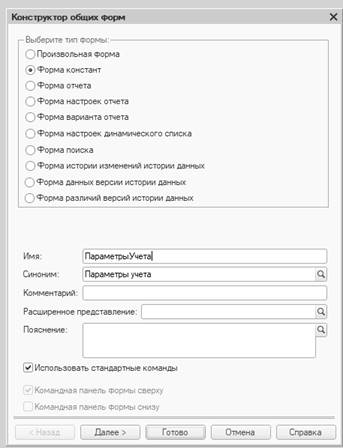 Конструктор общих форм
Выберите тип формы:
Произвольная форма
Форма констант
Форма отчета
Форма настроек отчета
Форма варианта отчета
Форма настроек динамического списка
Форма поиска
Форма истории изменений истории данных
Форма данных версии истории данных
Форма различий версий истории данных
Имя: ПараметрыУчета
Синоним: Параметры учета
Комментарий:
Расширенное представление:
Пояснение:
Использовать стандартные команды
Командная панель формы сверху
Командная панель формы снизу
< Назад Далее > Готово Отмена Справка